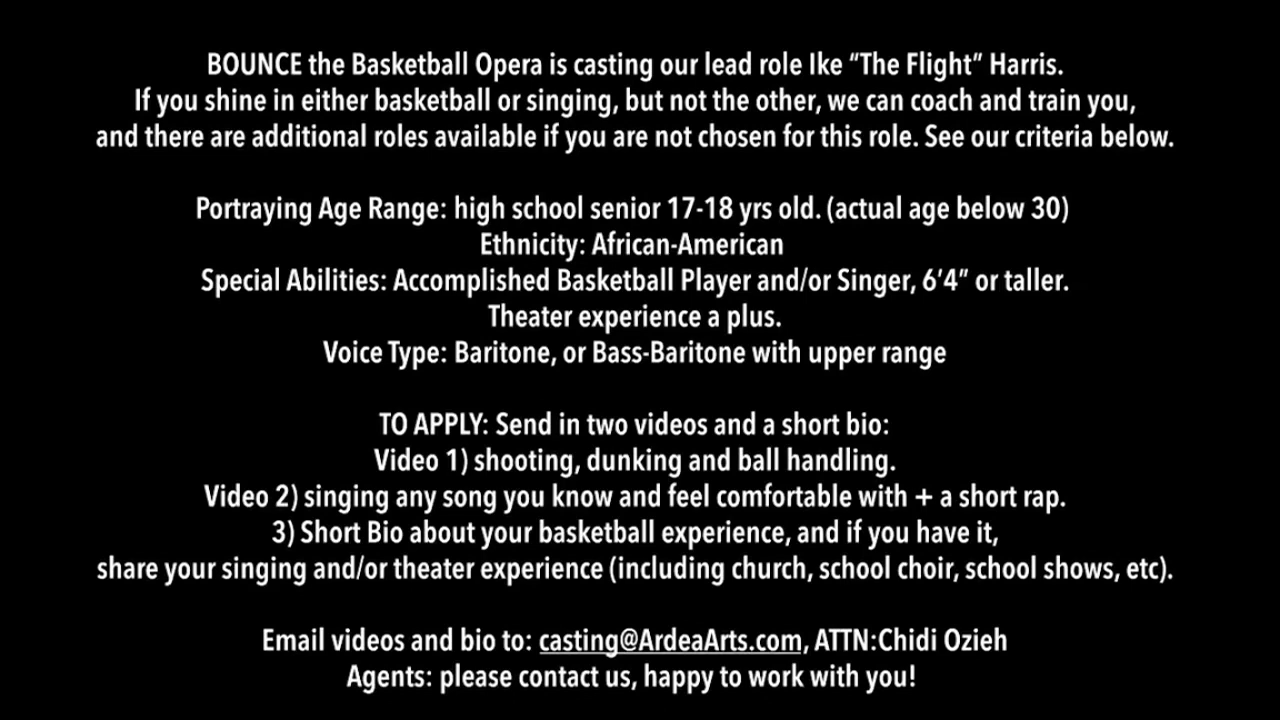 BOUNCE the Basketball Opera is casting our lead role Ike “The Flight” Harris.
If you shine in either basketball or singing, but not the other, we can coach and train you,
and there are additional roles available if you are not chosen for this role. See our criteria below.
Portraying Age Range: high school senior 17-18 yrs old. (actual age below 30)
Ethnicity: African-American
Special Abilities: Accomplished Basketball Player and/or Singer, 6’4” or taller.
Theater experience a plus.
Voice Type: Baritone, or Bass-Baritone with upper range
TO APPLY: Send in two videos and a short bio:
Video 1) shooting, dunking and ball handling.
Video 2) singing any song you know and feel comfortable with + a short rap.
3) Short Bio about your basketball experience, and if you have it,
share your singing and/or theater experience (including church, school choir, school shows, etc).
Email videos and bio to: casting@ArdeaArts.com, ATTN:Chidi Ozieh
Agents: please contact us, happy to work with you!